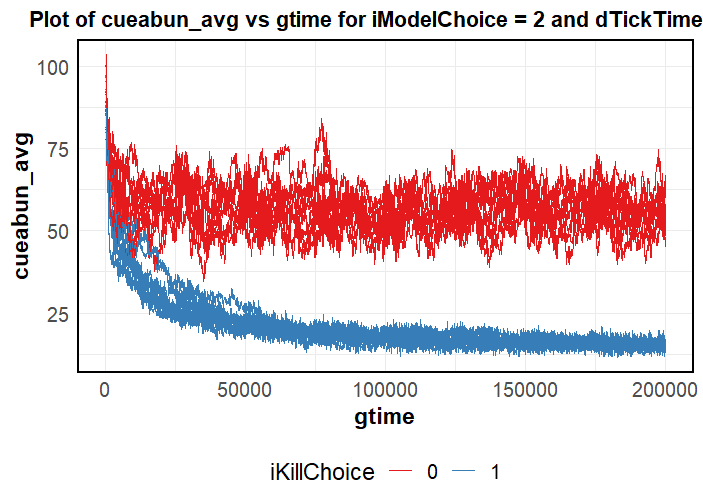 Plot of cueabun_avg vs gtime for iModelChoice = 2 and dTickTime
100
75
50
25
cueabun_avg
0 50000 100000 150000 200000
gtime
iKillChoice 0 1